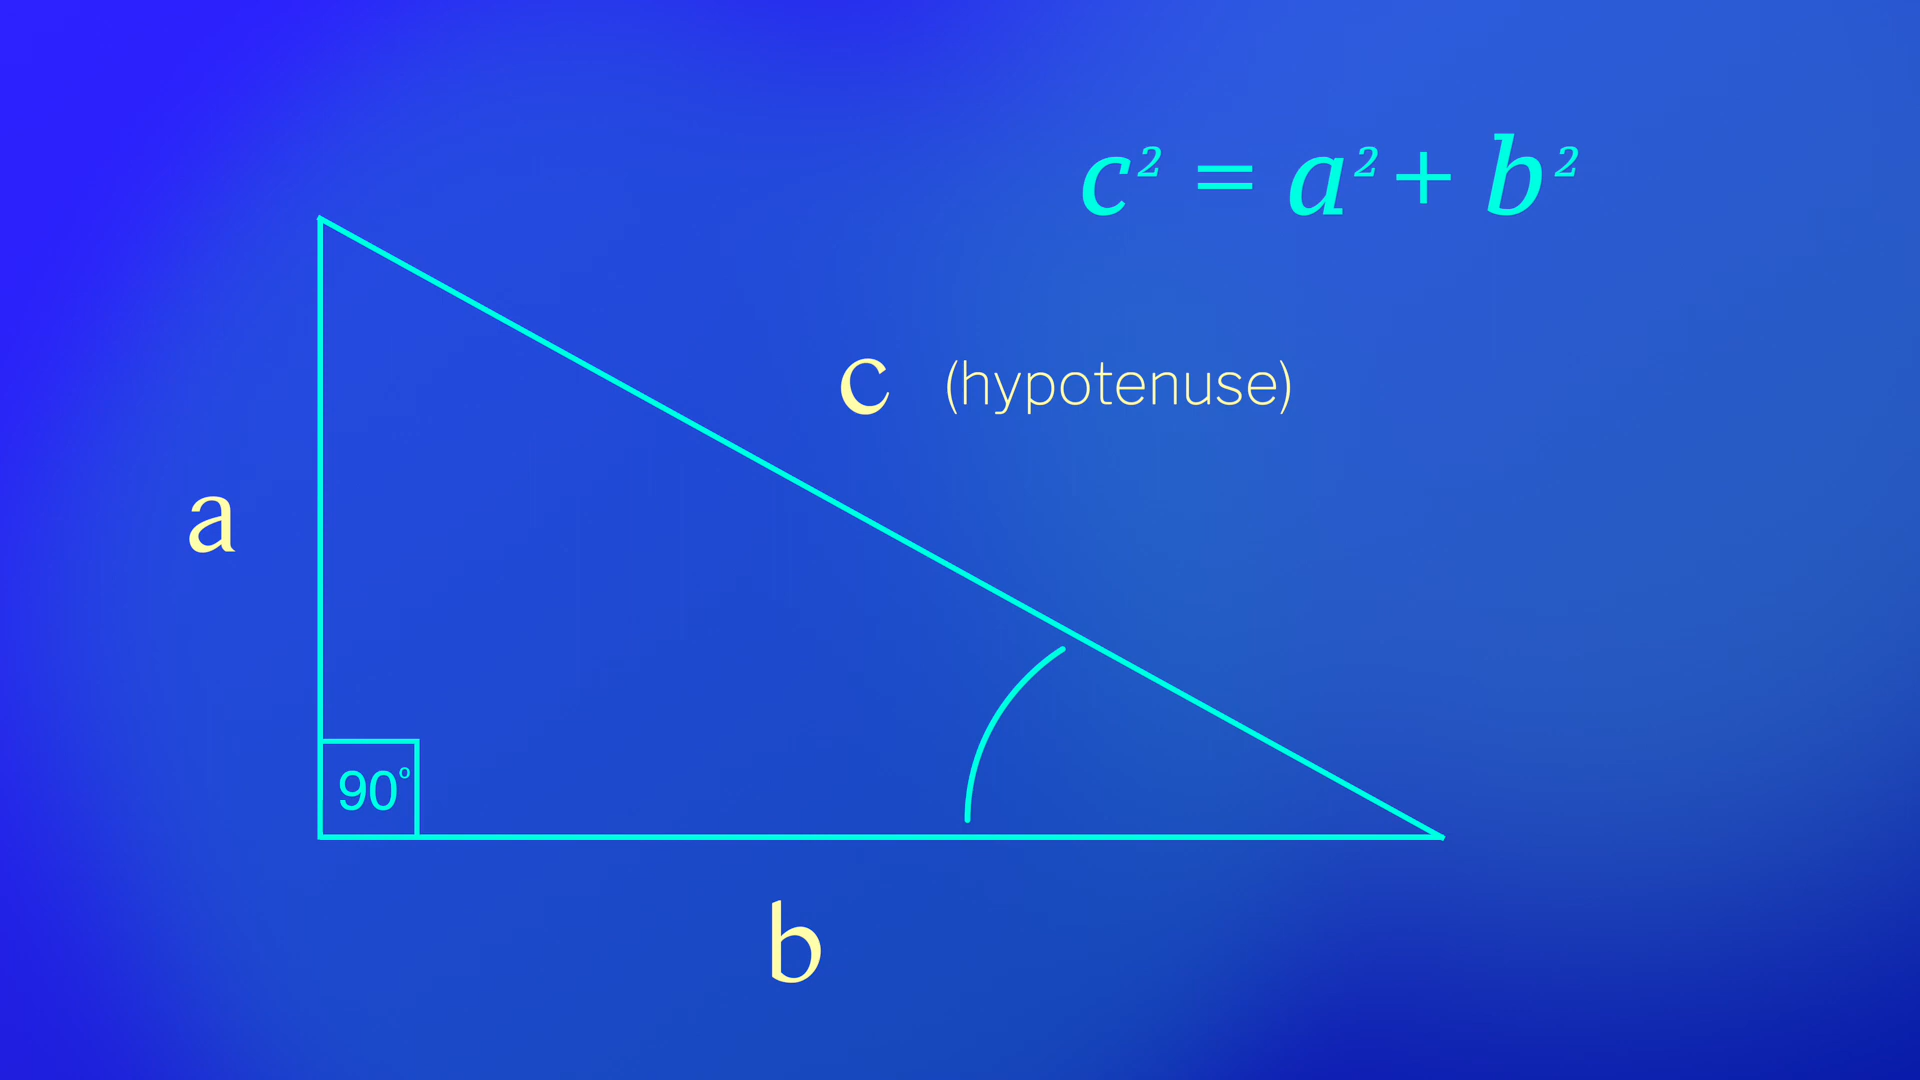 c² = a² + b²
c (hypotenuse)
a
90°
b